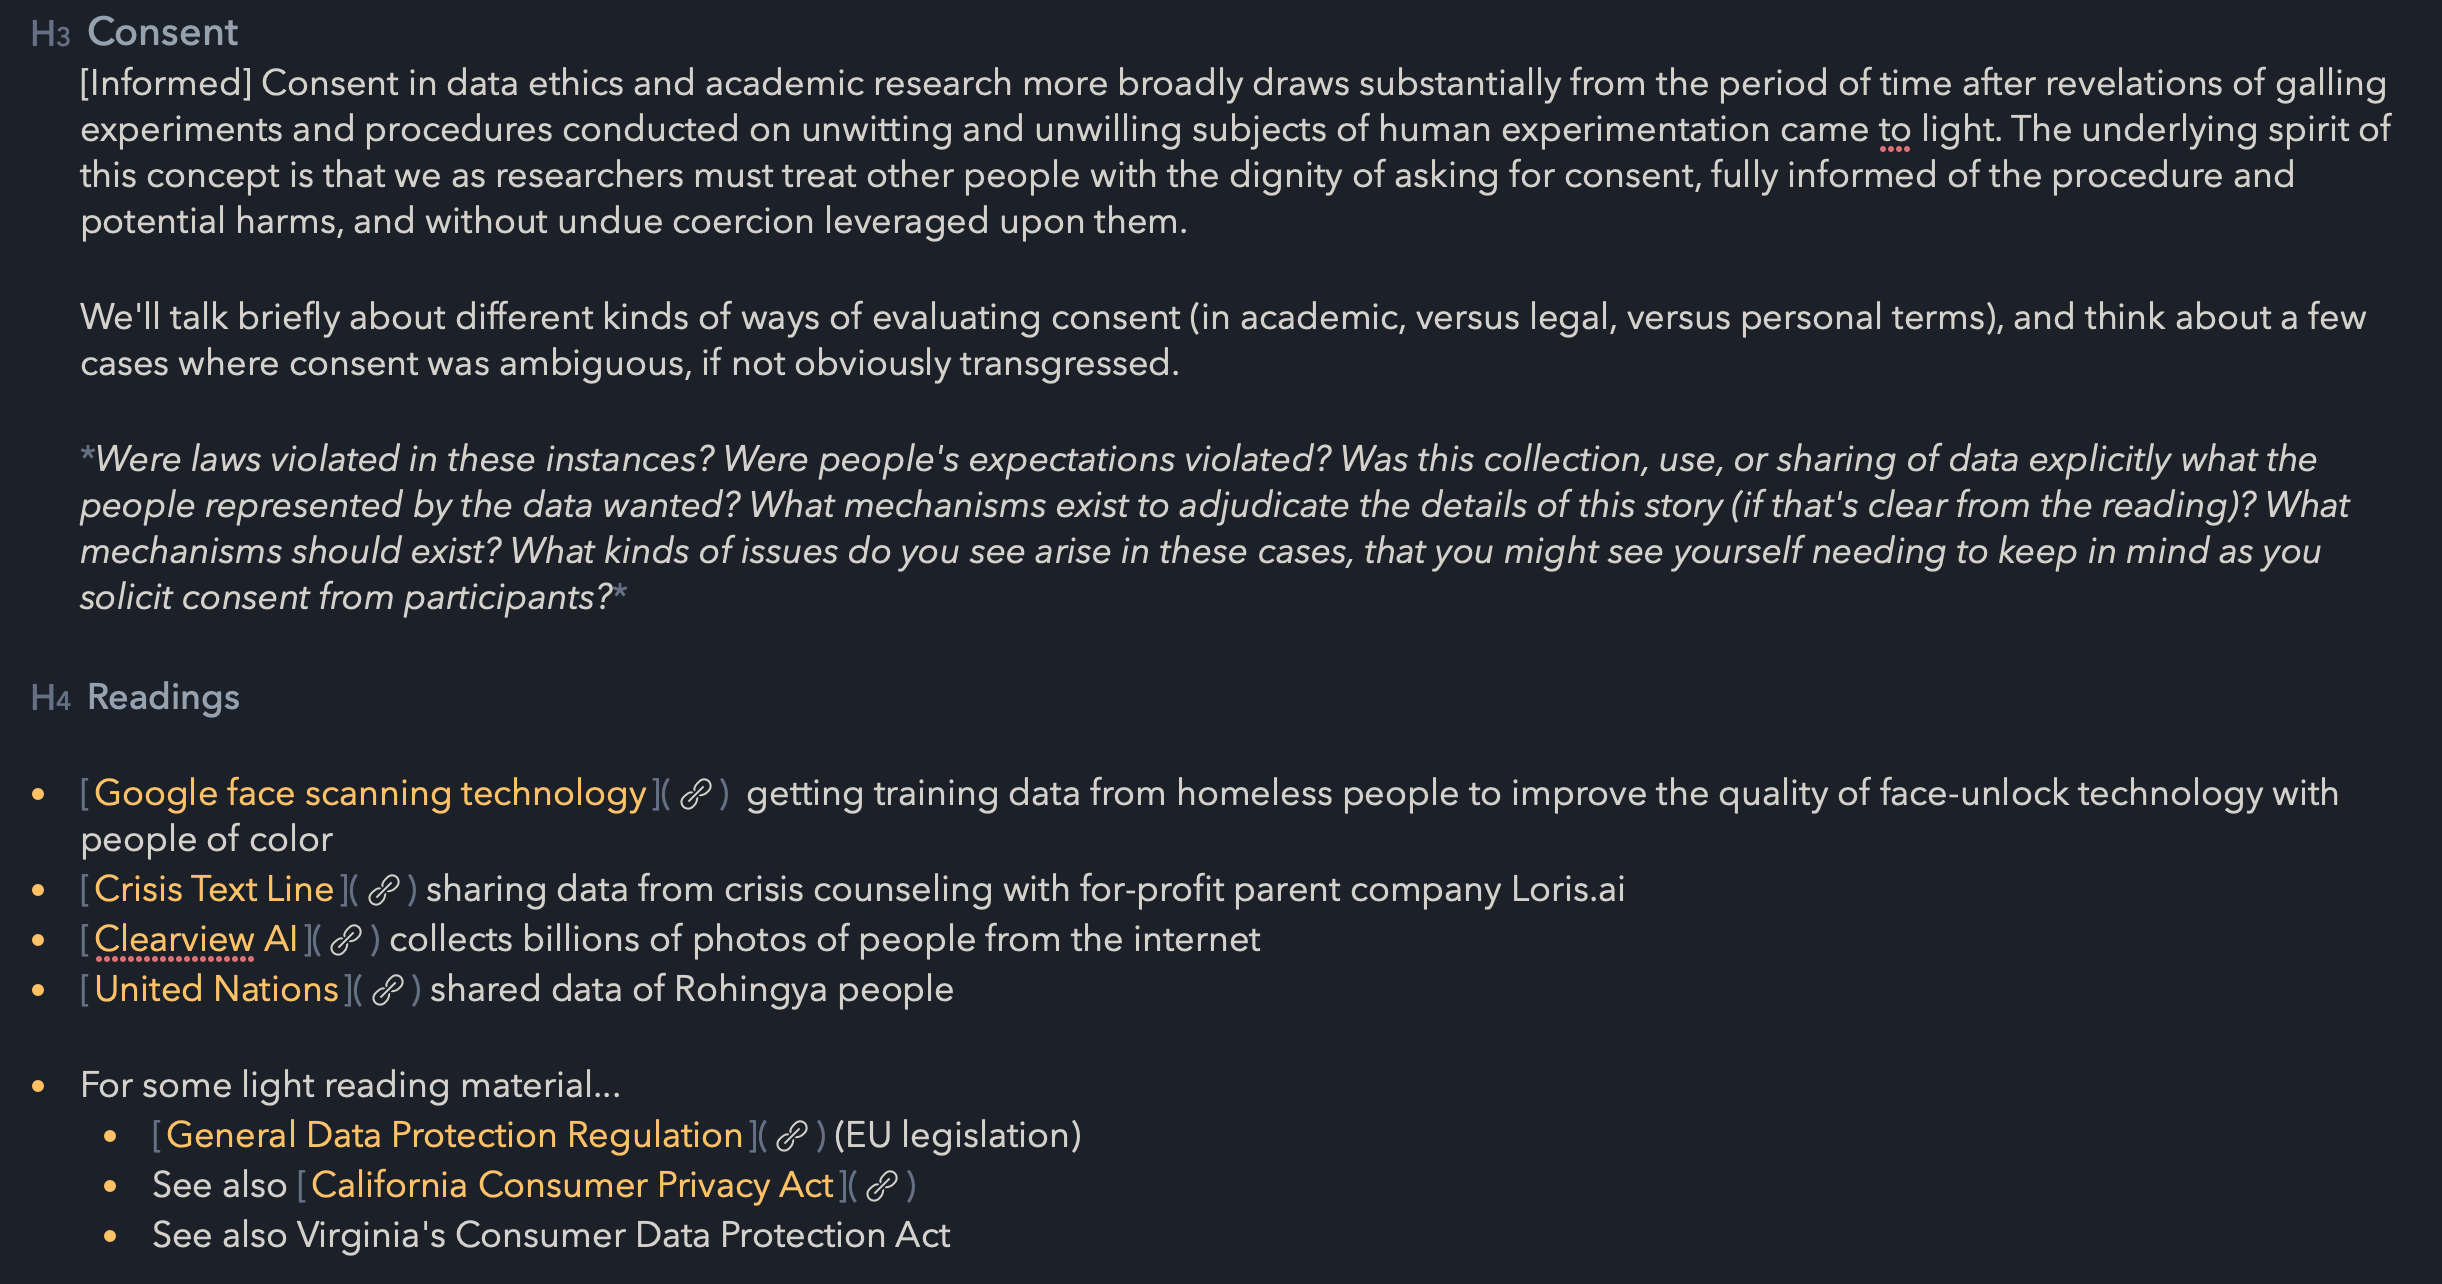 H3 Consent
[Informed] Consent in data ethics and academic research more broadly draws substantially from the period of time after revelations of galling
experiments and procedures conducted on unwitting and unwilling subjects of human experimentation came to light. The underlying spirit of
this concept is that we as researchers must treat other people with the dignity of asking for consent, fully informed of the procedure and
potential harms, and without undue coercion leveraged upon them.
We'll talk briefly about different kinds of ways of evaluating consent (in academic, versus legal, versus personal terms), and think about a few
cases where consent was ambiguous, if not obviously transgressed.
*Were laws violated in these instances? Were people's expectations violated? Was this collection, use, or sharing of data explicitly what the
people represented by the data wanted? What mechanisms exist to adjudicate the details of this story (if that's clear from the reading)? What
mechanisms should exist? What kinds of issues do you see arise in these cases, that you might see yourself needing to keep in mind as you
solicit consent from participants?*
H4 Readings
• [Google face scanning technology]( ) getting training data from homeless people to improve the quality of face-unlock technology with
people of color
• [Crisis Text Line]( ) sharing data from crisis counseling with for-profit parent company Loris.ai
• [Clearview AI]( ) collects billions of photos of people from the internet
• [United Nations]( ) shared data of Rohingya people
• For some light reading material...
• [General Data Protection Regulation]( ) (EU legislation)
• See also [California Consumer Privacy Act]( )
• See also Virginia's Consumer Data Protection Act